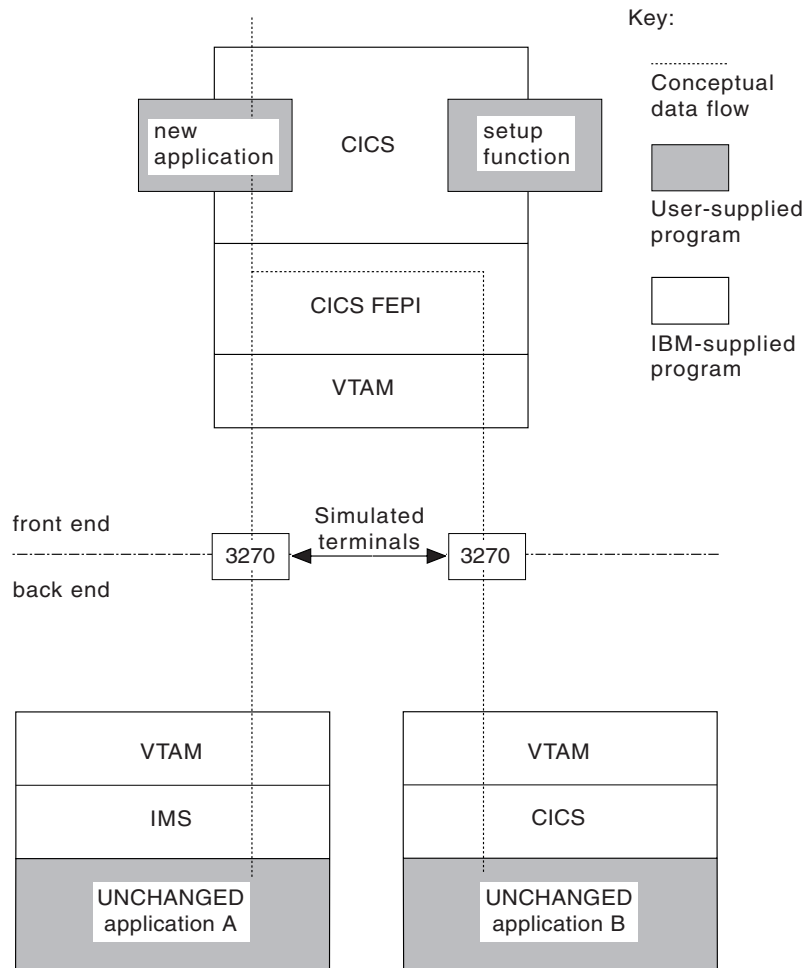 Key:
Conceptual
data flow
User-supplied
program
IBM-supplied
program
new
application
CICS
setup
function
CICS FEPI
VTAM
front end
Simulated
terminals
3270
3270
back end
VTAM
IMS
UNCHANGED
application A
VTAM
CICS
UNCHANGED
application B